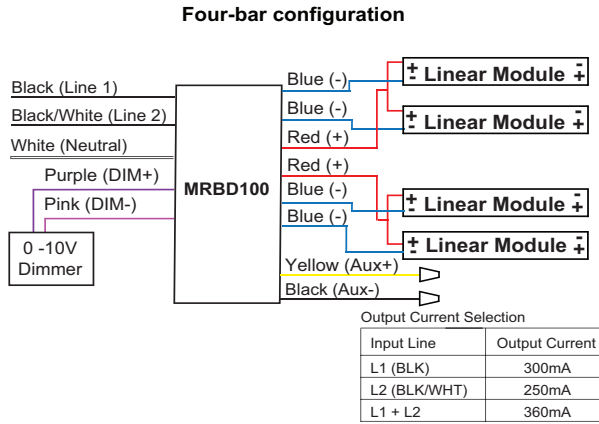 Four-bar configuration
Black (Line 1)
Black/White (Line 2)
White (Neutral)
Purple (DIM+)
Pink (DIM-)
0 -10V
Dimmer
MRBD100
Blue (-)
Blue (-)
Red (+)
Red (+)
Blue (-)
Blue (-)
Yellow (Aux+)
Black (Aux-)
+ - Linear Module - +
+ - Linear Module - +
+ - Linear Module - +
+ - Linear Module - +
Output Current Selection
Input Line Output Current
L1 (BLK) 300mA
L2 (BLK/WHT) 250mA
L1 + L2 360mA